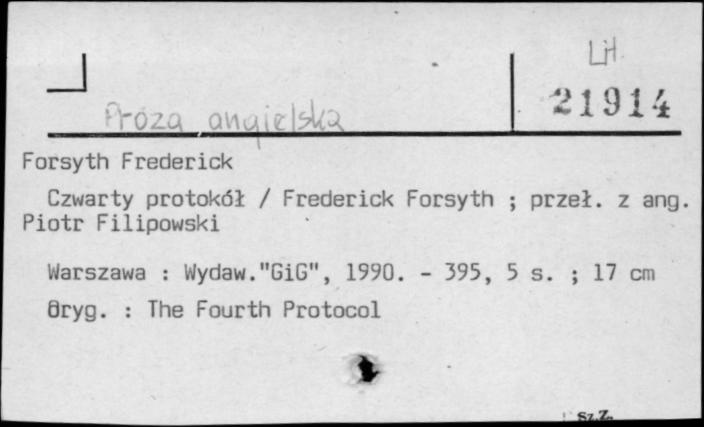 Lit.
21914
Proza angielska
Forsyth Frederick
Czwarty protokół / Frederick Forsyth ; przeł. z ang.
Piotr Filipowski
Warszawa : Wydaw."GiG", 1990. - 395, 5 s. ; 17 cm
Oryg. : The Fourth Protocol
Sz.Z.